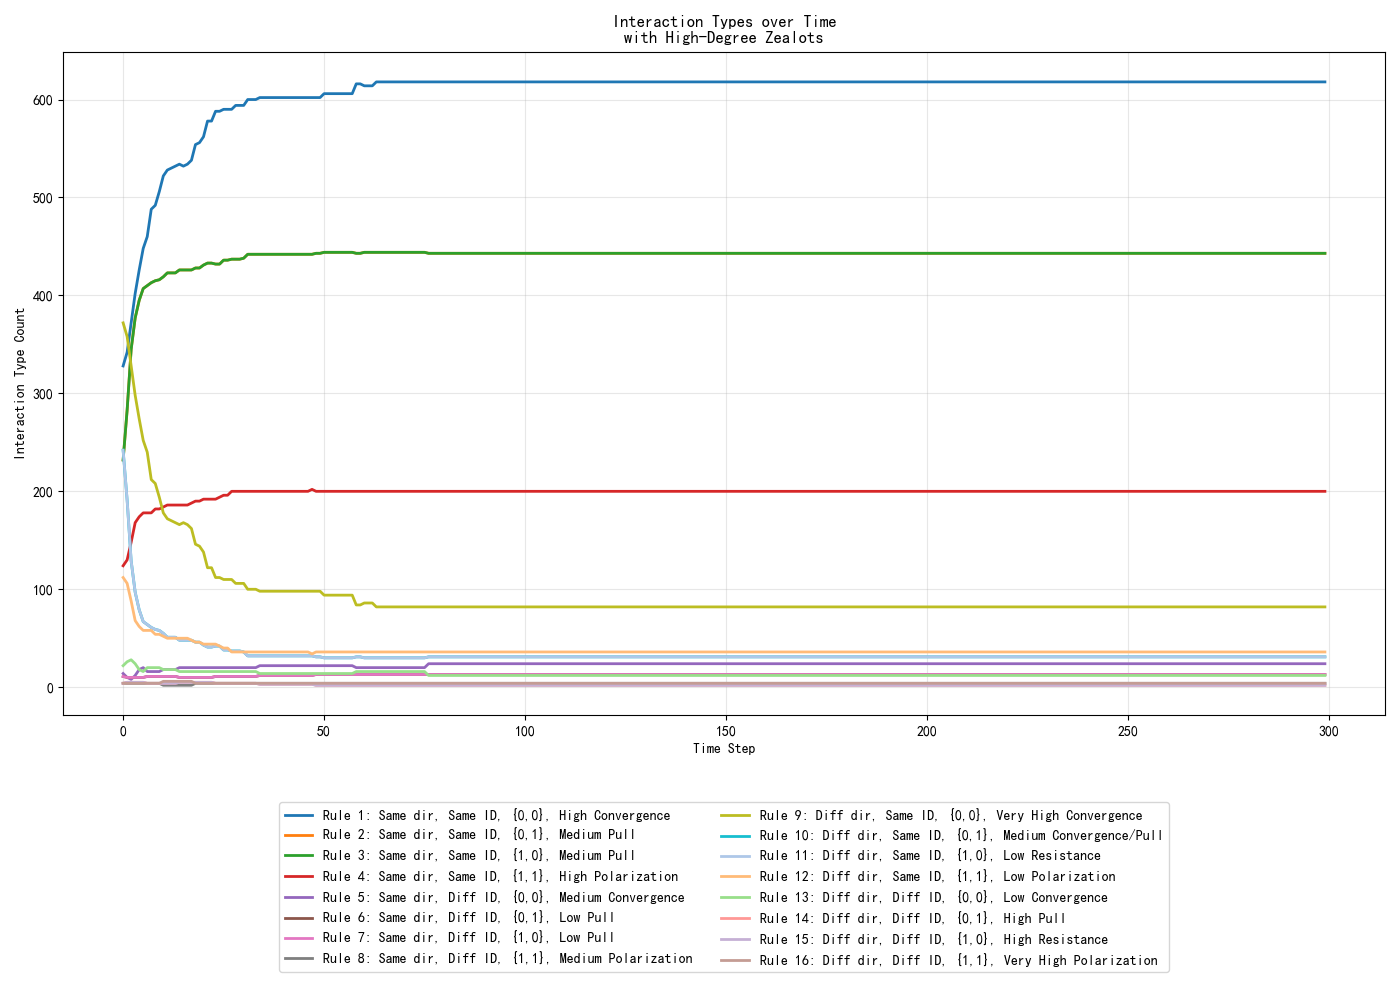 Interaction Types over Time
with High-Degree Zealots
Interaction Type Count
600
500
400
300
200
100
0
0 50 100 150 200 250 300
Time Step
Rule 1: Same dir, Same ID, {0,0}, High Convergence
Rule 2: Same dir, Same ID, {0,1}, Medium Pull
Rule 3: Same dir, Same ID, {1,0}, Medium Pull
Rule 4: Same dir, Same ID, {1,1}, High Polarization
Rule 5: Same dir, Diff ID, {0,0}, Medium Convergence
Rule 6: Same dir, Diff ID, {0,1}, Low Pull
Rule 7: Same dir, Diff ID, {1,0}, Low Pull
Rule 8: Same dir, Diff ID, {1,1}, Medium Polarization
Rule 9: Diff dir, Same ID, {0,0}, Very High Convergence
Rule 10: Diff dir, Same ID, {0,1}, Medium Convergence/Pull
Rule 11: Diff dir, Same ID, {1,0}, Low Resistance
Rule 12: Diff dir, Same ID, {1,1}, Low Polarization
Rule 13: Diff dir, Diff ID, {0,0}, Low Convergence
Rule 14: Diff dir, Diff ID, {0,1}, High Pull
Rule 15: Diff dir, Diff ID, {1,0}, High Resistance
Rule 16: Diff dir, Diff ID, {1,1}, Very High Polarization